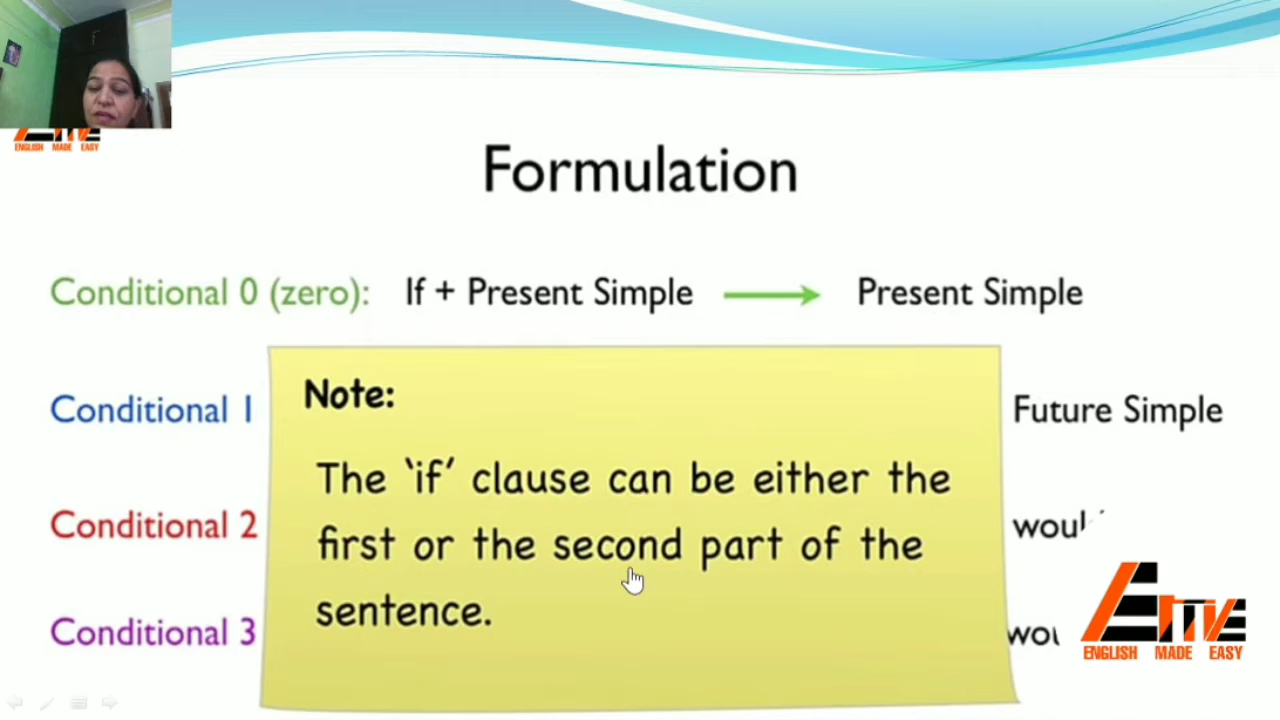 ENGLISH MADE EASY
Formulation
Conditional 0 (zero): If + Present Simple Present Simple
Conditional 1 Future Simple
Conditional 2
Conditional 3
Note:
The ‘if’ clause can be either the
first or the second part of the
sentence.
EME
ENGLISH MADE EASY